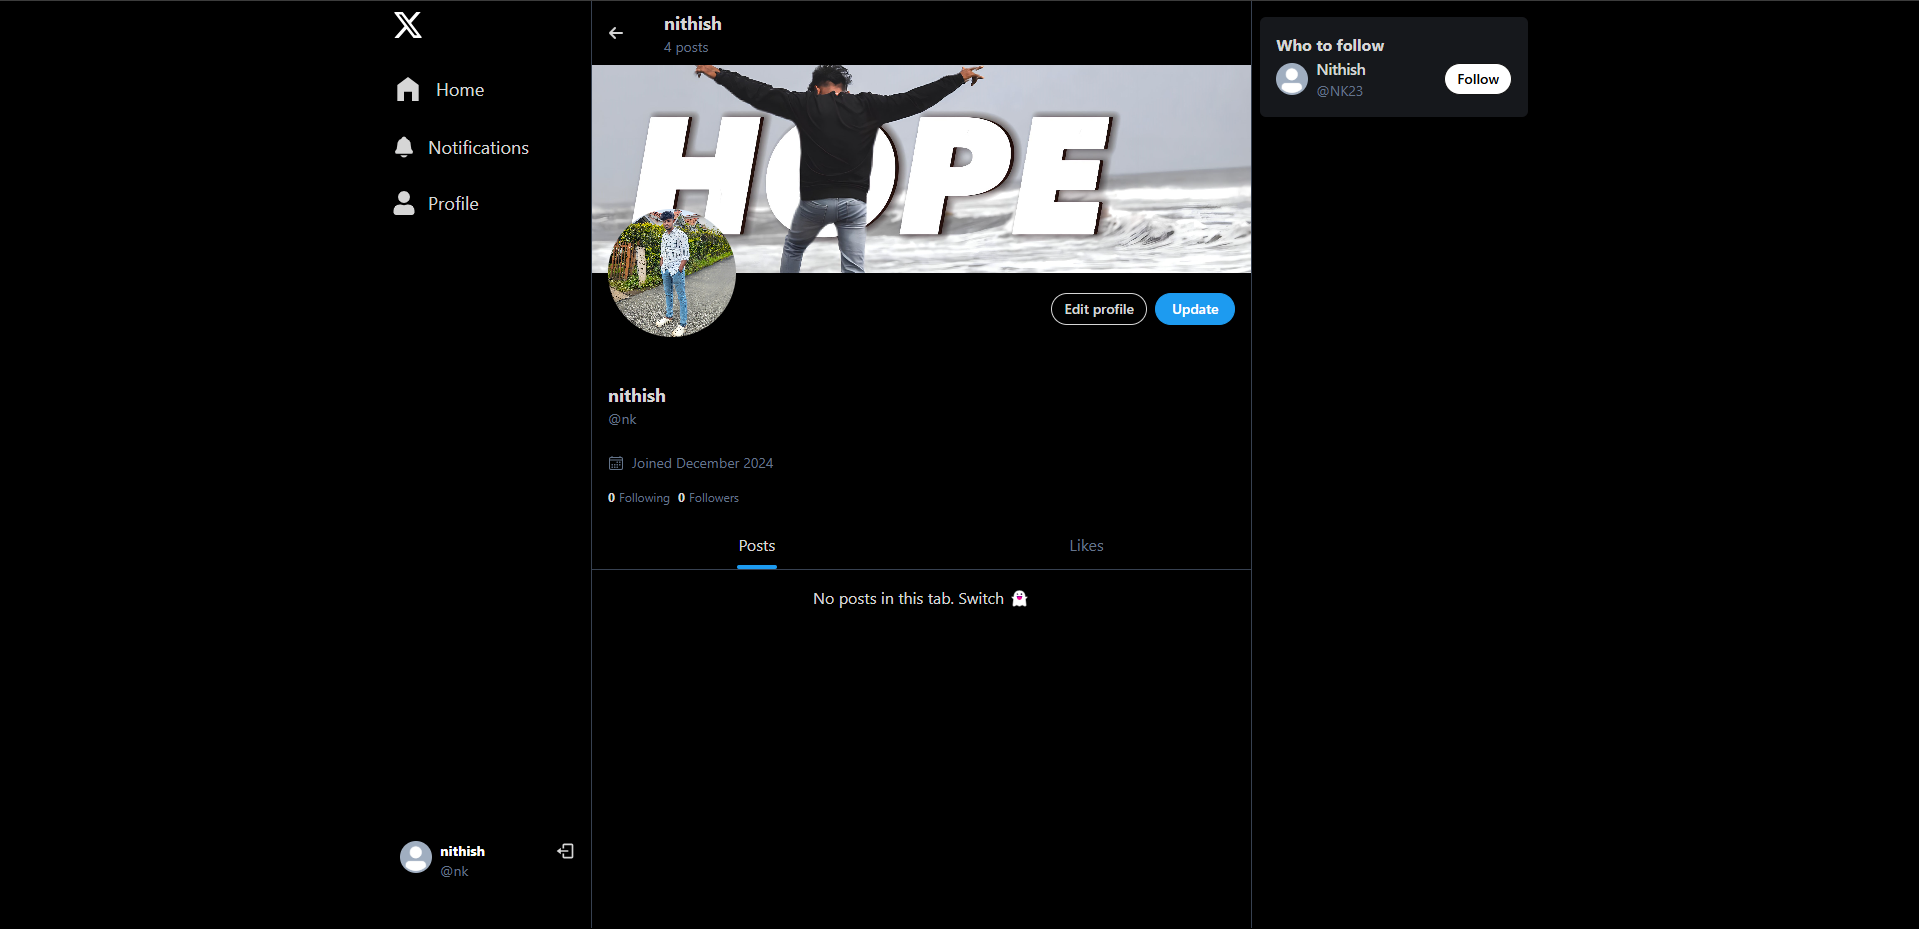 Home
Notifications
Profile
nithish
@nk
nithish
4 posts
HOPE
Edit profile
Update
nithish
@nk
Joined December 2024
0 Following 0 Followers
Posts
Likes
No posts in this tab. Switch 👻
Who to follow
Nithish
@NK23
Follow